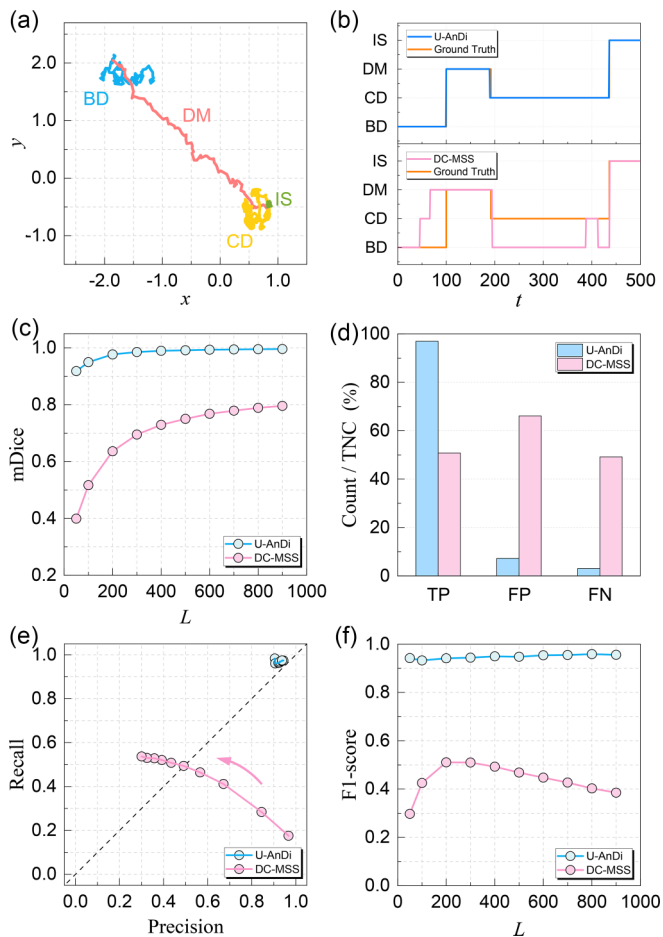 (a)
2.0
1.0
0.0
-1.0
y
-2.0
-1.0
0.0
1.0
x
BD
DM
IS
CD
(b)
IS
DM
CD
BD
U-AnDi
Ground Truth
IS
DM
CD
BD
DC-MSS
Ground Truth
0
100
200
300
400
500
t
(c)
1.0
0.8
0.6
0.4
0.2
mDice
0
200
400
600
800
1000
L
U-AnDi
DC-MSS
(d)
100
80
60
40
20
0
Count / TNC (%)
TP
FP
FN
U-AnDi
DC-MSS
(e)
1.0
0.8
0.6
0.4
0.2
0.0
Recall
0.0
0.2
0.4
0.6
0.8
1.0
Precision
U-AnDi
DC-MSS
(f)
1.0
0.8
0.6
0.4
0.2
0.0
F1-score
0
200
400
600
800
1000
L
U-AnDi
DC-MSS